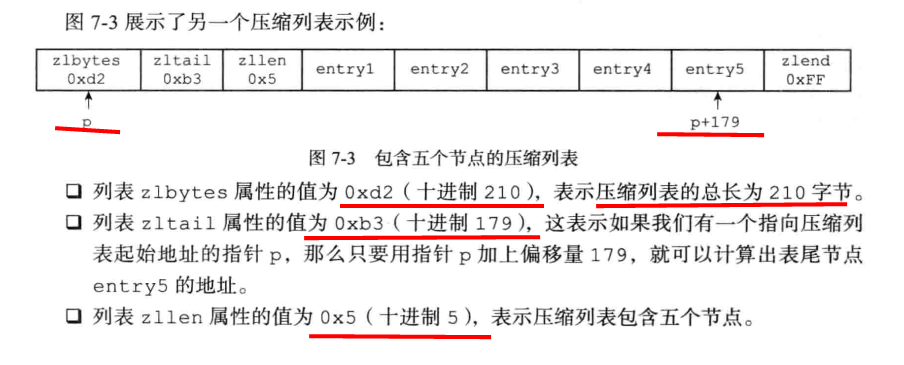 图 7-3 展示了另一个压缩列表示例：
zlbytes zltail zllen entry1 entry2 entry3 entry4 entry5 zlend
0xd2 0xb3 0x5 0xFF
p p+179
图 7-3 包含五个节点的压缩列表
❑ 列表 zlbytes 属性的值为 0xd2（十进制 210），表示压缩列表的总长为 210 字节。
❑ 列表 zltail 属性的值为 0xb3（十进制 179），这表示如果我们有一个指向压缩列
表起始地址的指针 p，那么只要用指针 p 加上偏移量 179，就可以计算出表尾节点
entry5 的地址。
❑ 列表 zllen 属性的值为 0x5（十进制 5），表示压缩列表包含五个节点。